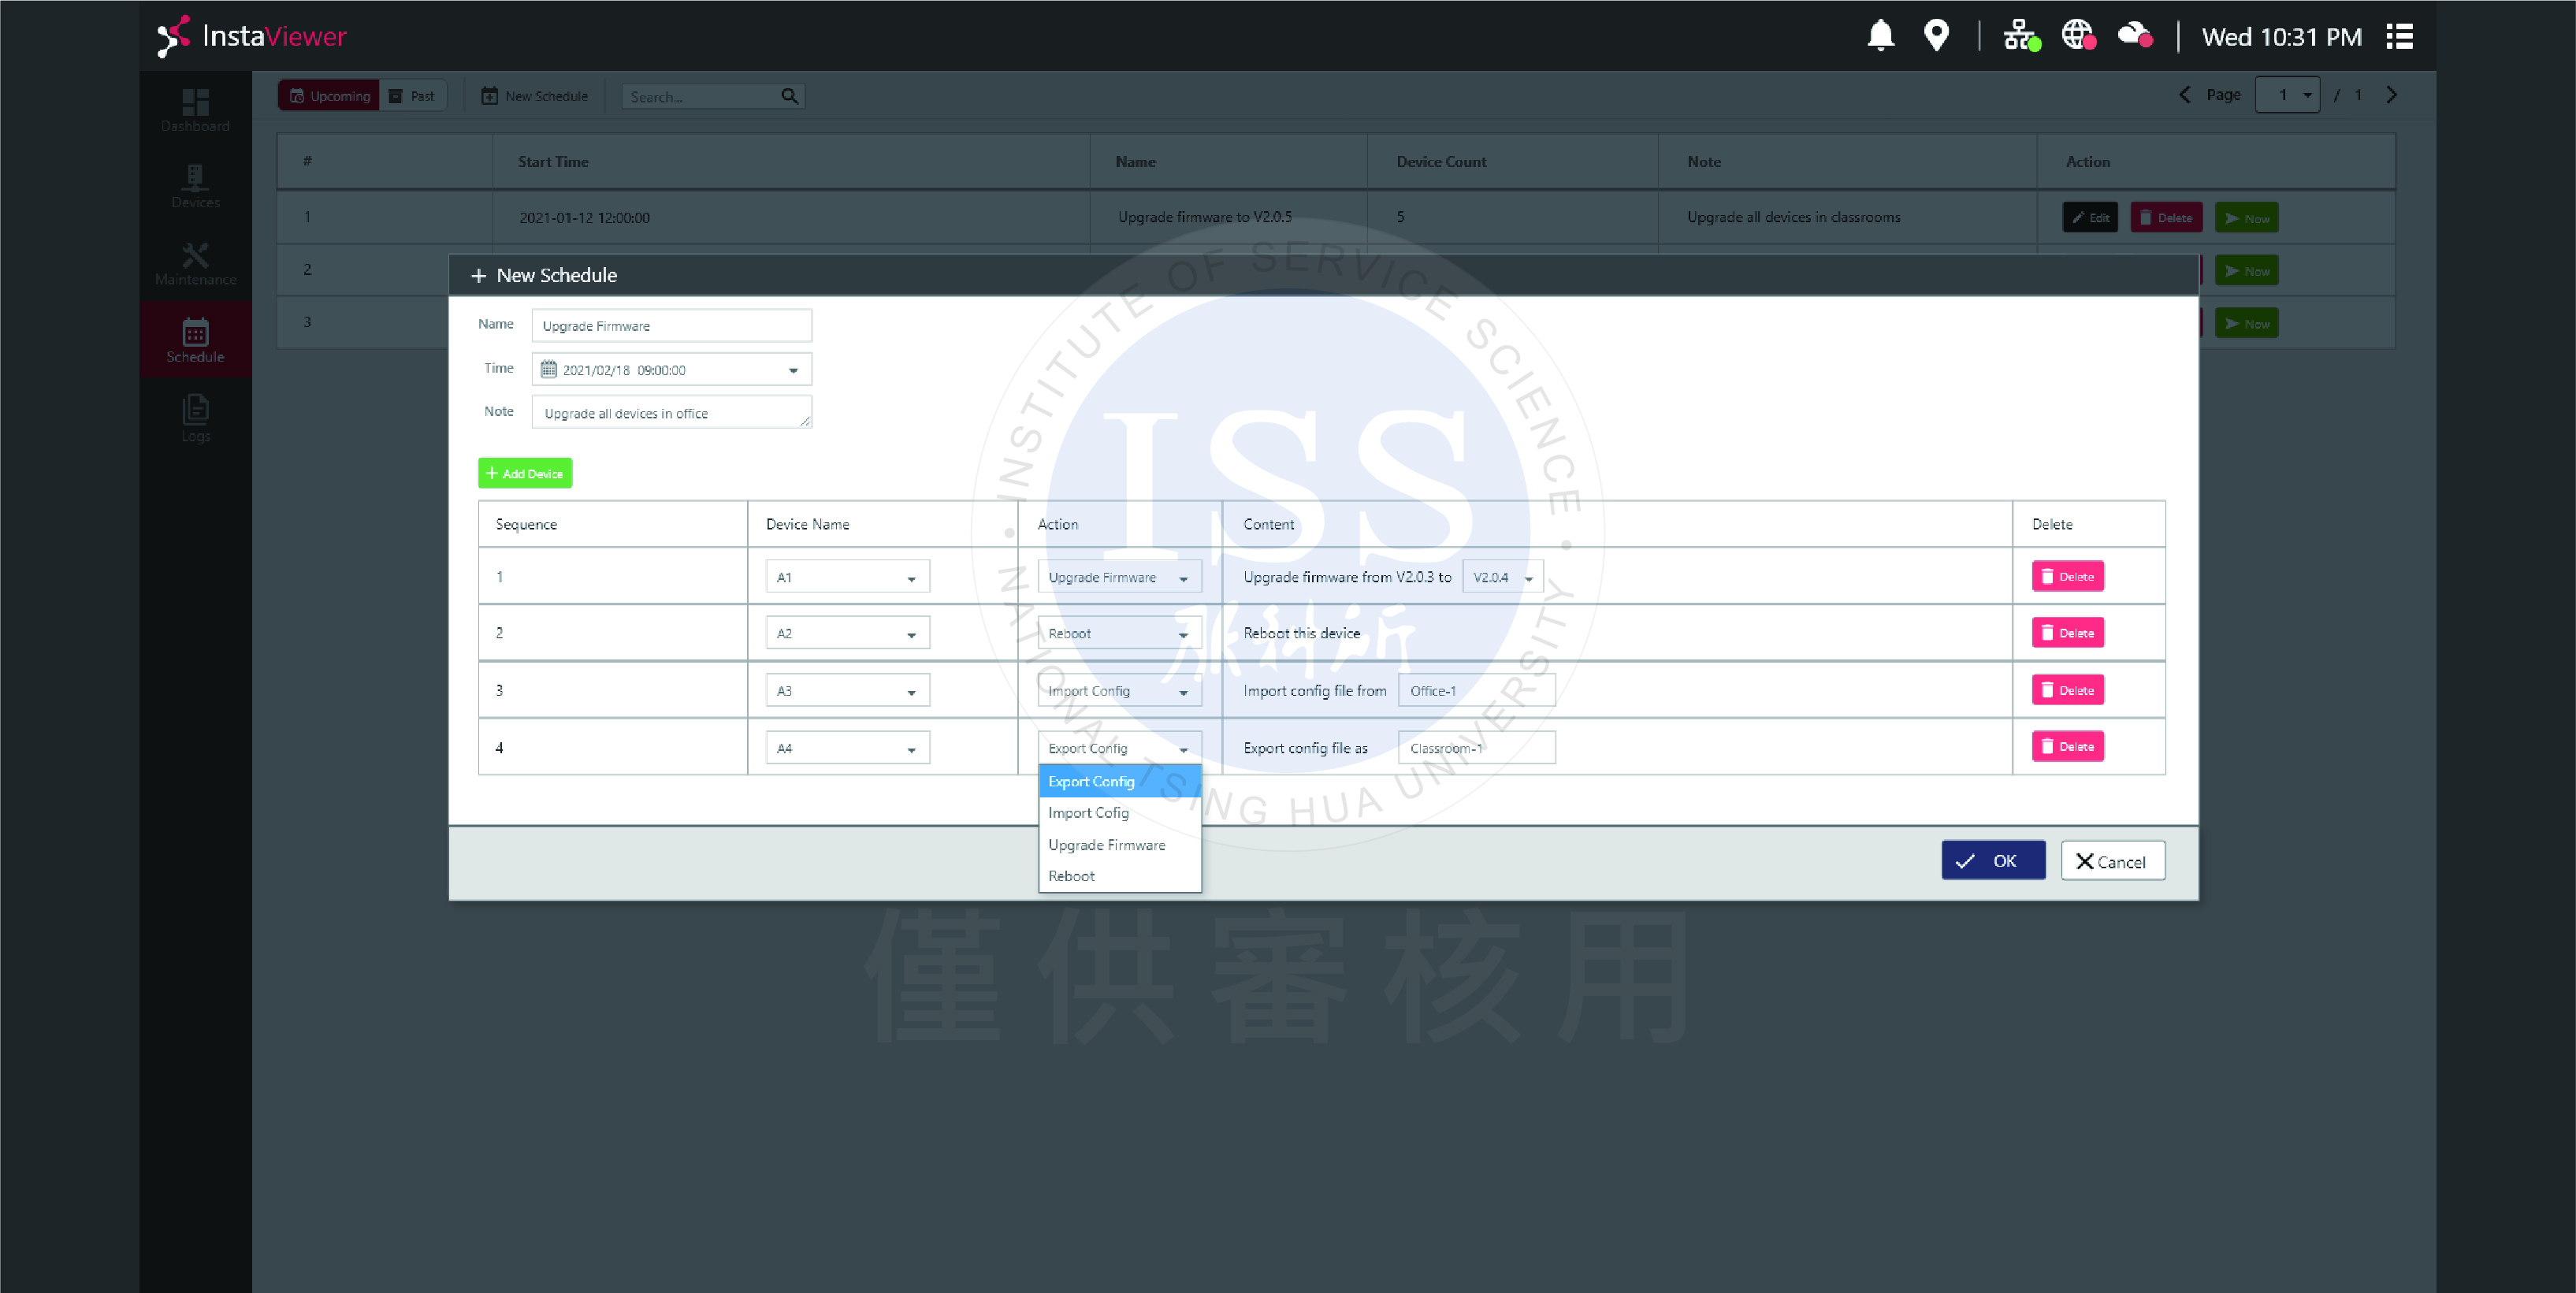 InstaViewer
Wed 10:31 PM
Dashboard
Devices
Maintenance
Schedule
Logs
Upcoming Past New Schedule Search... Page 1 / 1
# Start Time Name Device Count Note Action
1 2021-01-12 12:00:00 Upgrade firmware to V2.0.5 5 Upgrade all devices in classrooms Edit Delete Now
2 Now
3 Now
+ New Schedule
Name Upgrade Firmware
Time 2021/02/18 09:00:00
Note Upgrade all devices in office
+ Add Device
Sequence Device Name Action Content Delete
1 A1 Upgrade Firmware Upgrade firmware from V2.0.3 to V2.0.4 Delete
2 A2 Reboot Reboot this device Delete
3 A3 Import Config Import config file from Office-1 Delete
4 A4 Export Config Export config file as Classroom-1 Delete
Export Config
Import Cofig
Upgrade Firmware
Reboot
OK Cancel
INSTITUTE OF SERVICE SCIENCE
ISS
服科所
NATIONAL TSING HUA UNIVERSITY
僅供審核用